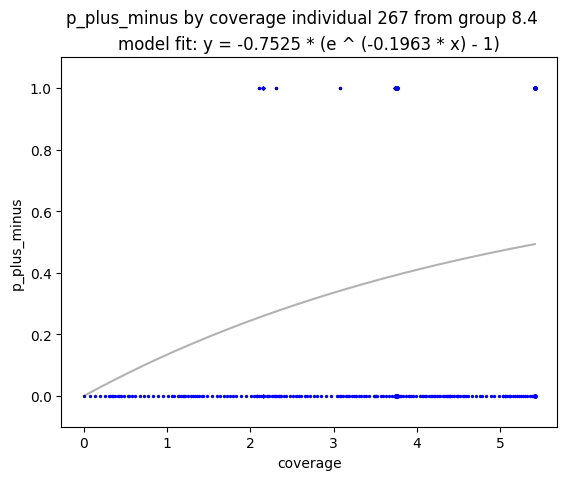 p_plus_minus by coverage individual 267 from group 8.4
model fit: y = -0.7525 * (e ^ (-0.1963 * x) - 1)
1.0
0.8
0.6
0.4
0.2
0.0
p_plus_minus
0 1 2 3 4 5
coverage